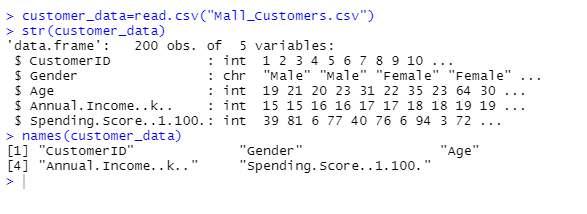 > customer_data=read.csv("Mall_Customers.csv")
> str(customer_data)
'data.frame':   200 obs. of  5 variables:
 $ CustomerID            : int  1 2 3 4 5 6 7 8 9 10 ...
 $ Gender                : chr  "Male" "Male" "Female" "Female" ...
 $ Age                   : int  19 21 20 23 31 22 35 23 64 30 ...
 $ Annual.Income..k..    : int  15 15 16 16 17 17 18 18 19 19 ...
 $ Spending.Score..1.100.: int  39 81 6 77 40 76 6 94 3 72 ...
> names(customer_data)
[1] "CustomerID"             "Gender"                 "Age"
[4] "Annual.Income..k.."     "Spending.Score..1.100."
>